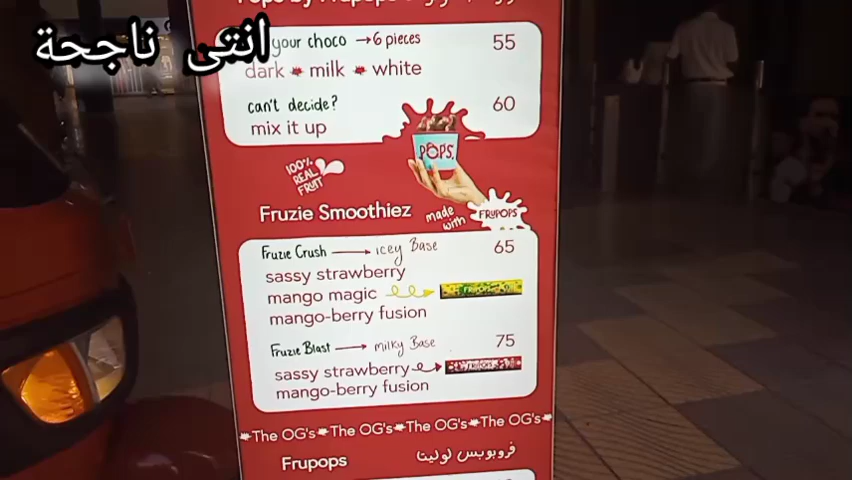 انتى ناجحة
your choco → 6 pieces 55
dark milk white
can't decide? 60
mix it up
POPS.
100%
REAL
FRUIT
Fruzie Smoothiez
made
with
FRUPOPS
Fruzie Crush → icey Base 65
sassy strawberry
mango magic
mango-berry fusion
Fruzie Blast → milky Base 75
sassy strawberry
mango-berry fusion
The OG's The OG's The OG's The OG's
Frupops فروبوبس لوليتا